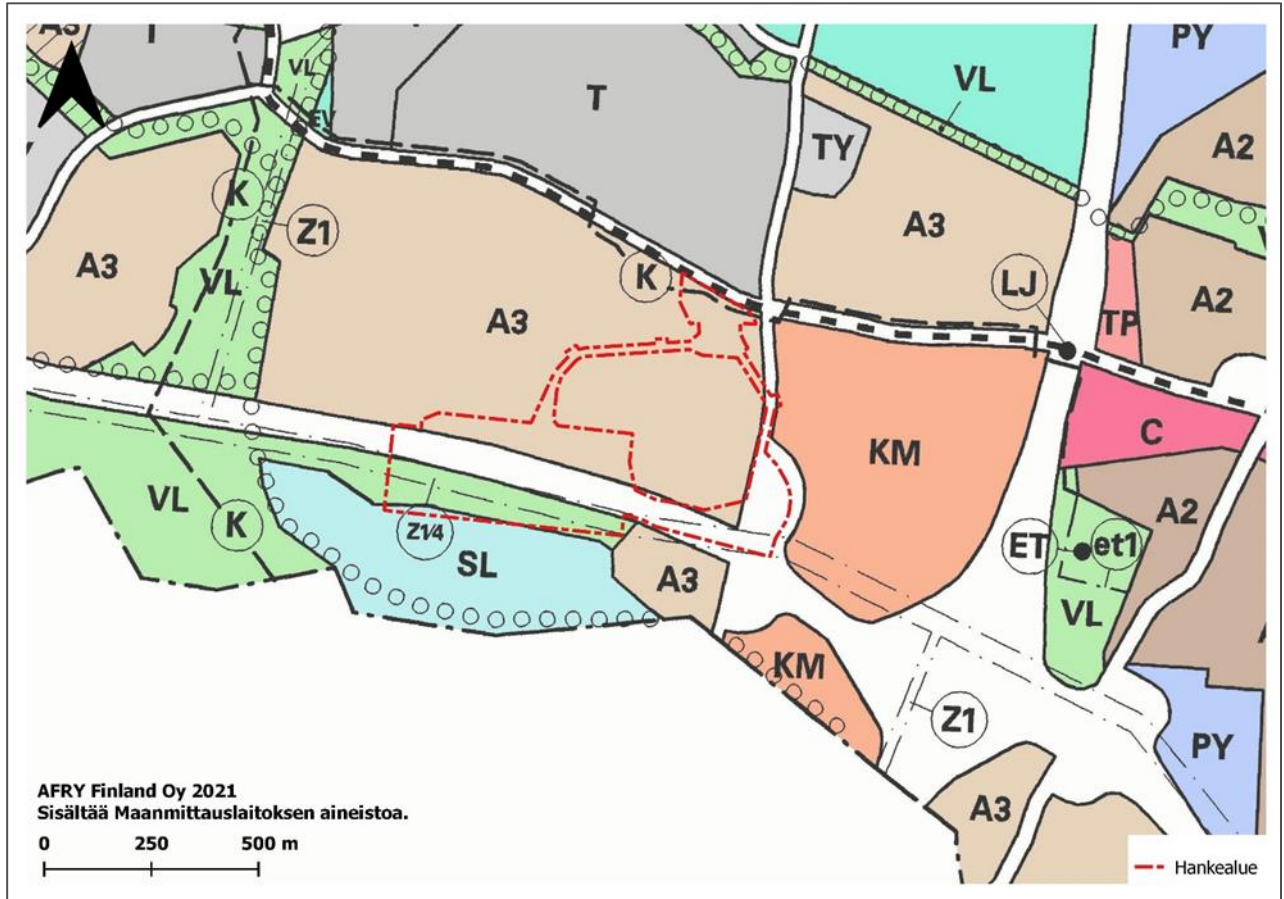 A3
T
VL
EV
T
VL
PY
A2
TY
A3
K
Z1
A3
VL
K
A3
LJ
TP
A2
C
KM
A2
VL
K
Z1/4
SL
A3
ET
et1
VL
KM
Z1
PY
A3
AFRY Finland Oy 2021
Sisältää Maanmittauslaitoksen aineistoa.
0 250 500 m
Hankealue